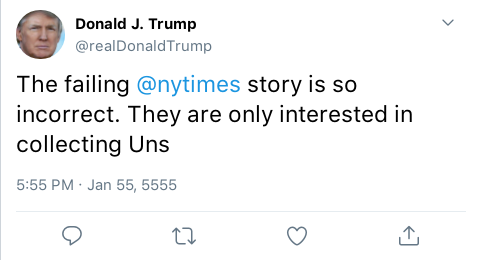 Donald J. Trump
@realDonaldTrump
The failing @nytimes story is so
incorrect. They are only interested in
collecting Uns
5:55 PM · Jan 55, 5555